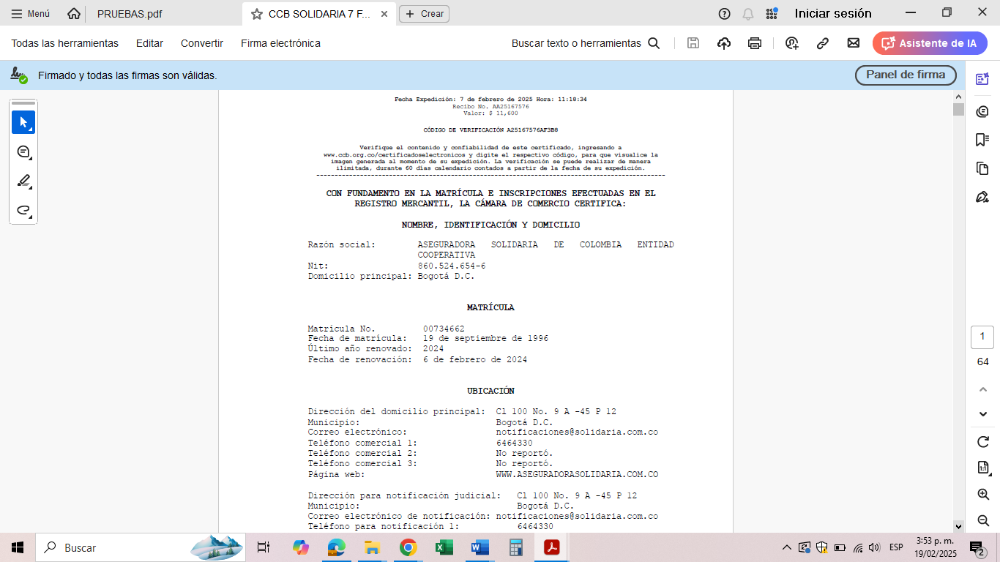 Menú
PRUEBAS.pdf
CCB SOLIDARIA 7 F...
Crear
Iniciar sesión
Todas las herramientas
Editar
Convertir
Firma electrónica
Buscar texto o herramientas
Asistente de IA
Firmado y todas las firmas son válidas.
Panel de firma
Fecha Expedición: 7 de febrero de 2025 Hora: 11:18:34
Recibo No. AA25167576
Valor: $ 11,600
CÓDIGO DE VERIFICACIÓN A25167576AF3B8
Verifique el contenido y confiabilidad de este certificado, ingresando a
www.ccb.org.co/certificadoselectronicos y digite el respectivo código, para que visualice la
imagen generada al momento de su expedición. La verificación se puede realizar de manera
ilimitada, durante 60 días calendario contados a partir de la fecha de su expedición.
CON FUNDAMENTO EN LA MATRÍCULA E INSCRIPCIONES EFECTUADAS EN EL
REGISTRO MERCANTIL, LA CÁMARA DE COMERCIO CERTIFICA:
NOMBRE, IDENTIFICACIÓN Y DOMICILIO
Razón social: ASEGURADORA SOLIDARIA DE COLOMBIA ENTIDAD
COOPERATIVA
Nit: 860.524.654-6
Domicilio principal: Bogotá D.C.
MATRÍCULA
Matrícula No. 00734662
Fecha de matrícula: 19 de septiembre de 1996
Último año renovado: 2024
Fecha de renovación: 6 de febrero de 2024
UBICACIÓN
Dirección del domicilio principal: Cl 100 No. 9 A -45 P 12
Municipio: Bogotá D.C.
Correo electrónico: notificaciones@solidaria.com.co
Teléfono comercial 1: 6464330
Teléfono comercial 2: No reportó.
Teléfono comercial 3: No reportó.
Página web: WWW.ASEGURADORASOLIDARIA.COM.CO
Dirección para notificación judicial: Cl 100 No. 9 A -45 P 12
Municipio: Bogotá D.C.
Correo electrónico de notificación: notificaciones@solidaria.com.co
Teléfono para notificación 1: 6464330
1
64
1:1
Buscar
ESP
3:53 p. m.
19/02/2025
2